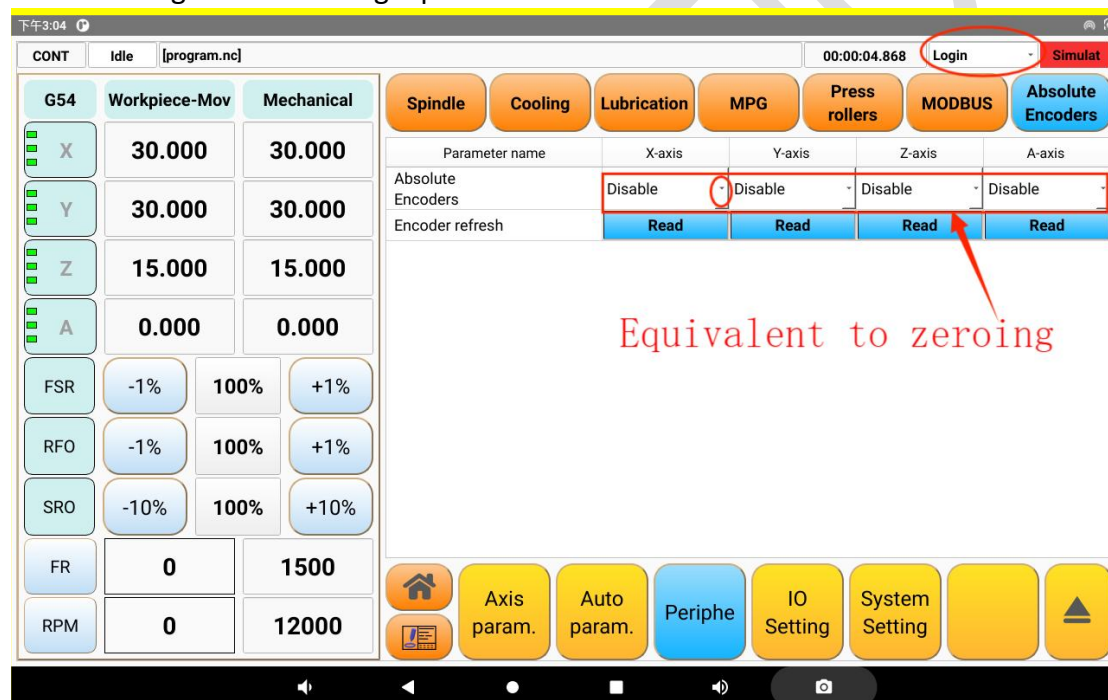 下午3:04
CONT Idle [program.nc] 00:00:04.868 Login Simulat
G54 Workpiece-Mov Mechanical
X 30.000 30.000
Y 30.000 30.000
Z 15.000 15.000
A 0.000 0.000
FSR -1% 100% +1%
RFO -1% 100% +1%
SRO -10% 100% +10%
FR 0 1500
RPM 0 12000
Spindle Cooling Lubrication MPG Press rollers MODBUS Absolute Encoders
Parameter name X-axis Y-axis Z-axis A-axis
Absolute Encoders Disable Disable Disable Disable
Encoder refresh Read Read Read Read
Equivalent to zeroing
Axis param. Auto param. Periphe IO Setting System Setting